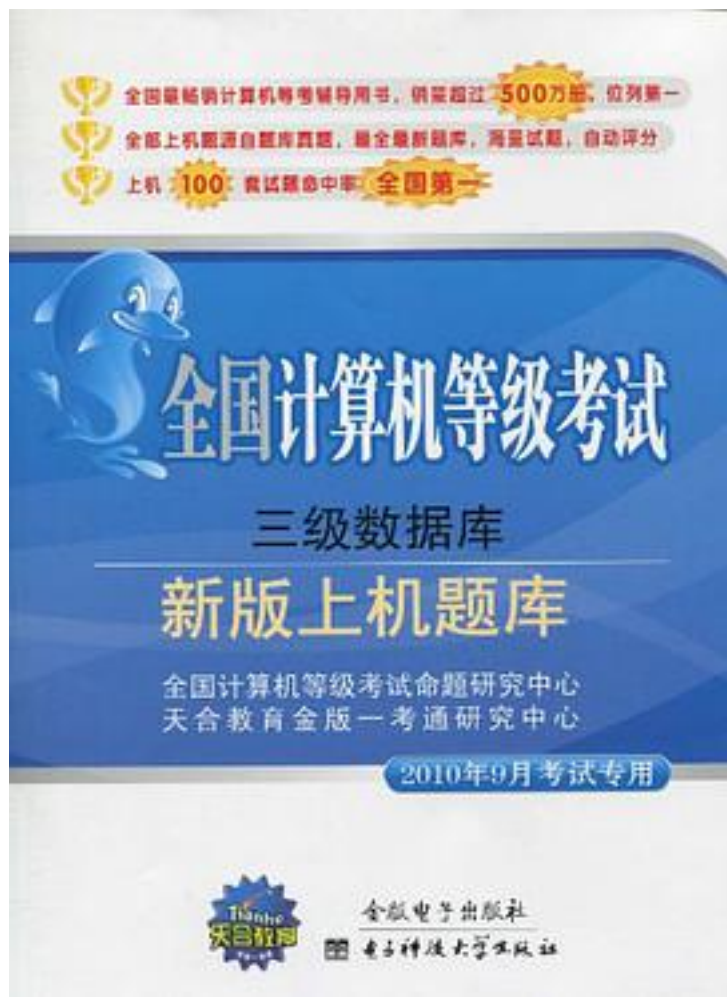 全国最畅销计算机等考辅导用书，销量超过500万册、位列第一
全部上机题源自题库真题，最全最新题库，海量试题，自动评分
上机100套试题命中率全国第一
全国计算机等级考试
三级数据库
新版上机题库
全国计算机等级考试命题研究中心
天合教育金版一考通研究中心
2010年9月考试专用
Tianhe
天合教育
金版电子出版社
电子科技大学出版社